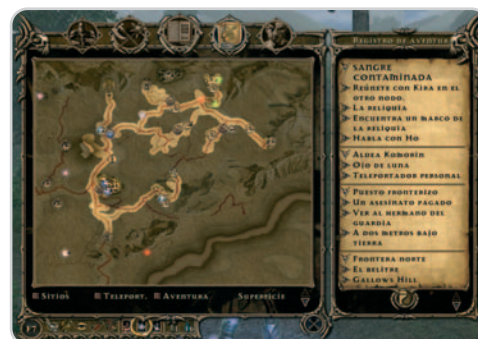 Registro de Aventura
Sangre
contaminada
Reúnete con Kira en el
otro nodo.
La reliquia
Encuentra un marco de
la reliquia
Habla con Ho
Aldea Komorin
Ojo de luna
Teleportador personal
Puesto fronterizo
Un asesinato pagado
Ver al hermano del
guardia
A dos metros bajo
tierra
Frontera norte
El belitre
Gallows Hill
Sitios Teleport. Aventura Superficie